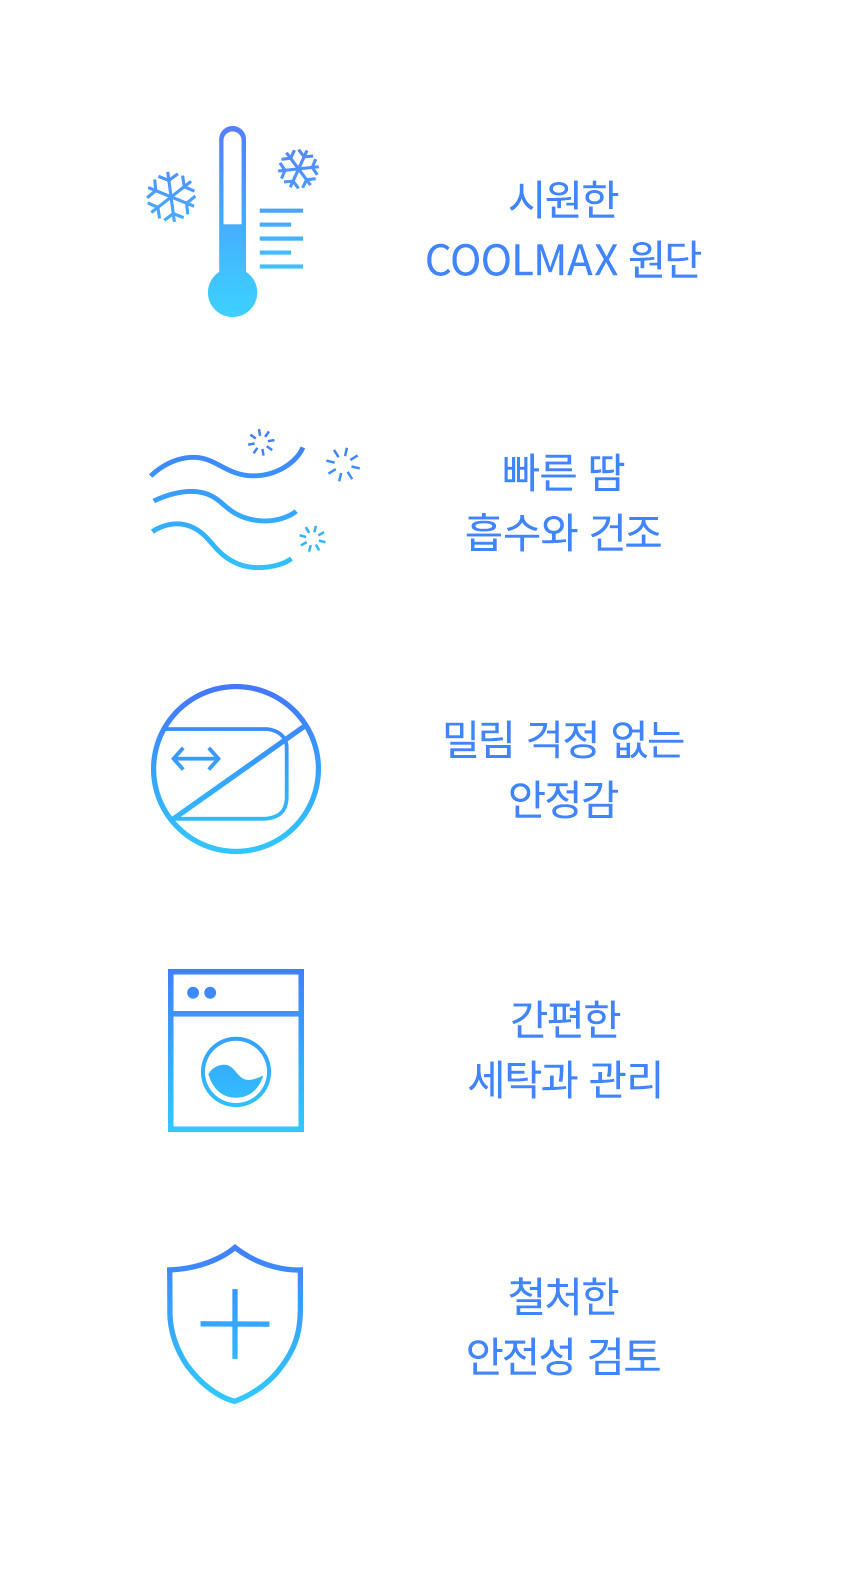 시원한
COOLMAX 원단
빠른 땀
흡수와 건조
밀림 걱정 없는
안정감
간편한
세탁과 관리
철처한
안전성 검토